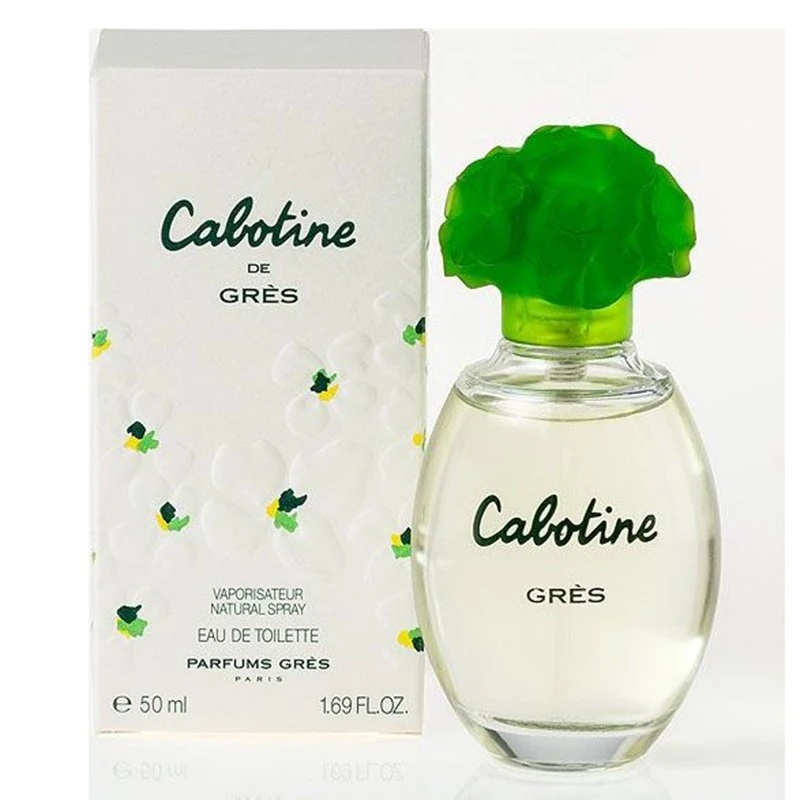 Cabotine
DE
GRÈS
VAPORISATEUR
NATURAL SPRAY
EAU DE TOILETTE
PARFUMS GRÈS
PARIS
e 50 ml 1.69 FL.OZ.
Cabotine
GRÈS